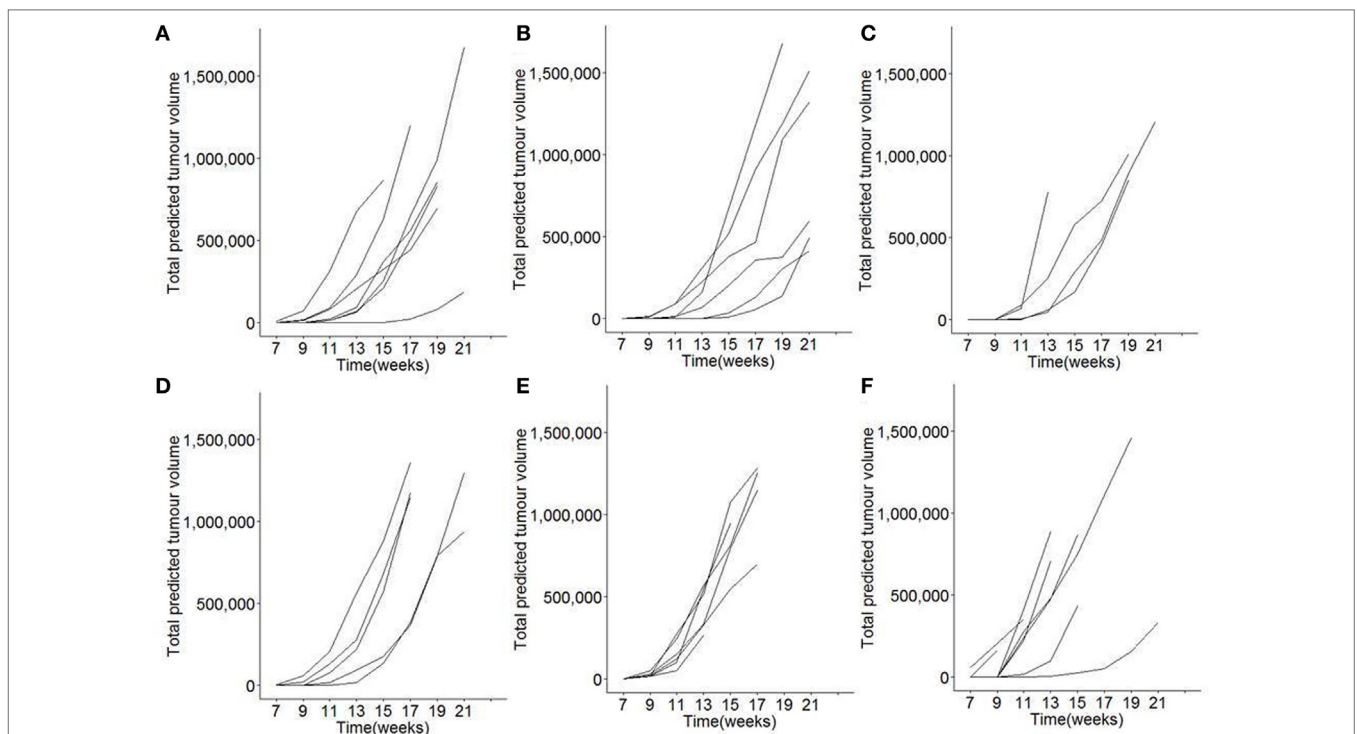 A
Total predicted tumour volume
1,500,000
1,000,000
500,000
0
7 9 11 13 15 17 19 21
Time(weeks)
B
Total predicted tumour volume
1,500,000
1,000,000
500,000
0
7 9 11 13 15 17 19 21
Time(weeks)
C
Total predicted tumour volume
1,500,000
1,000,000
500,000
0
7 9 11 13 15 17 19 21
Time(weeks)
D
Total predicted tumour volume
1,500,000
1,000,000
500,000
0
7 9 11 13 15 17 19 21
Time(weeks)
E
Total predicted tumour volume
1,500,000
1,000,000
500,000
0
7 9 11 13 15 17 19 21
Time(weeks)
F
Total predicted tumour volume
1,500,000
1,000,000
500,000
0
7 9 11 13 15 17 19 21
Time(weeks)